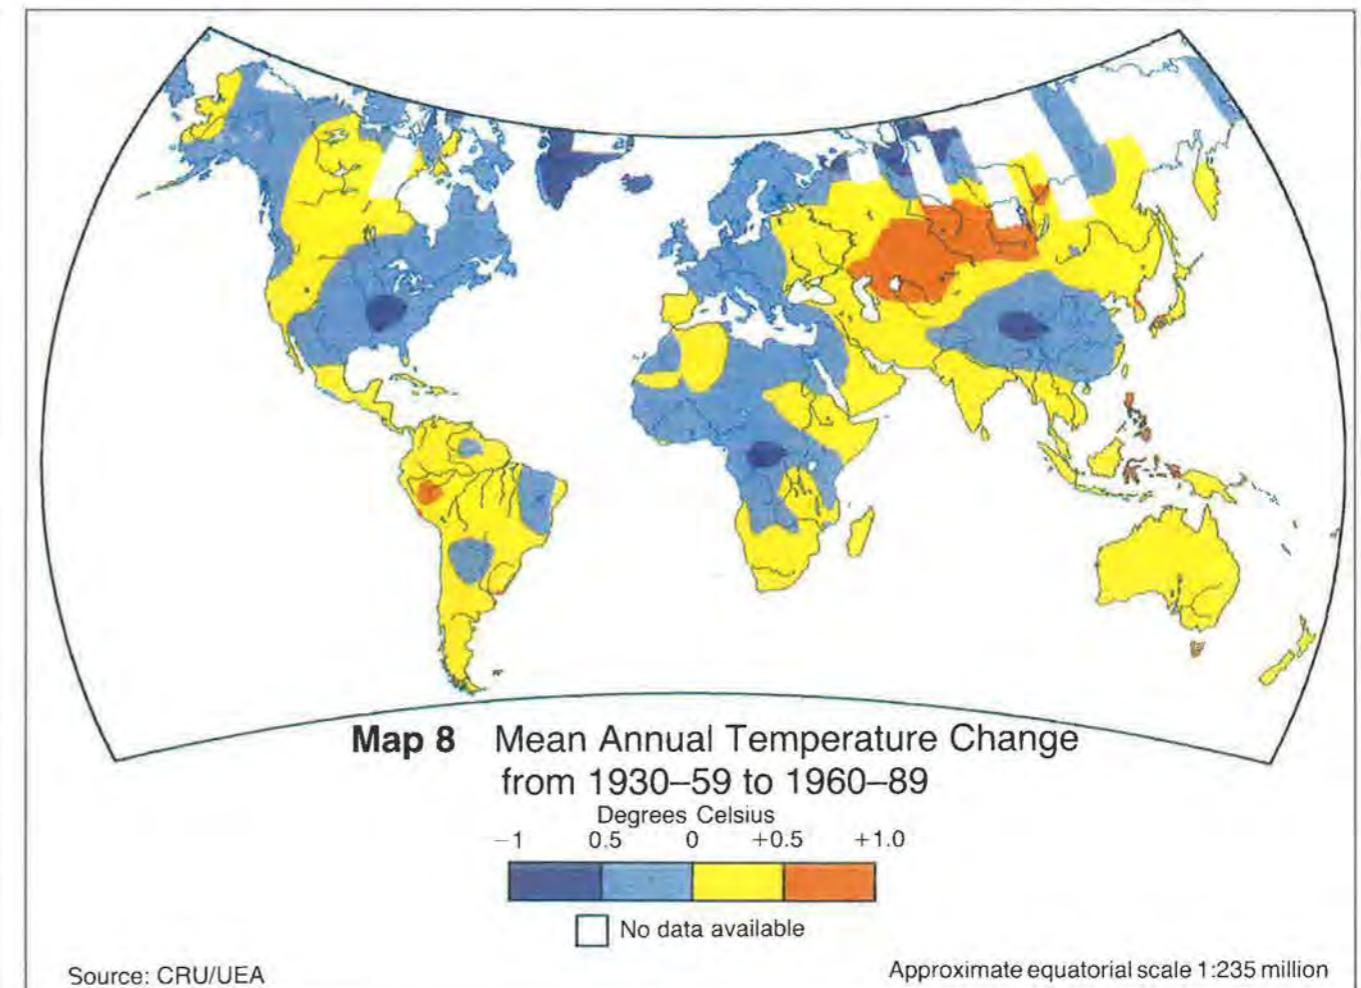 Map 8 Mean Annual Temperature Change
from 1930–59 to 1960–89
Degrees Celsius
−1 0.5 0 +0.5 +1.0
No data available
Source: CRU/UEA
Approximate equatorial scale 1:235 million